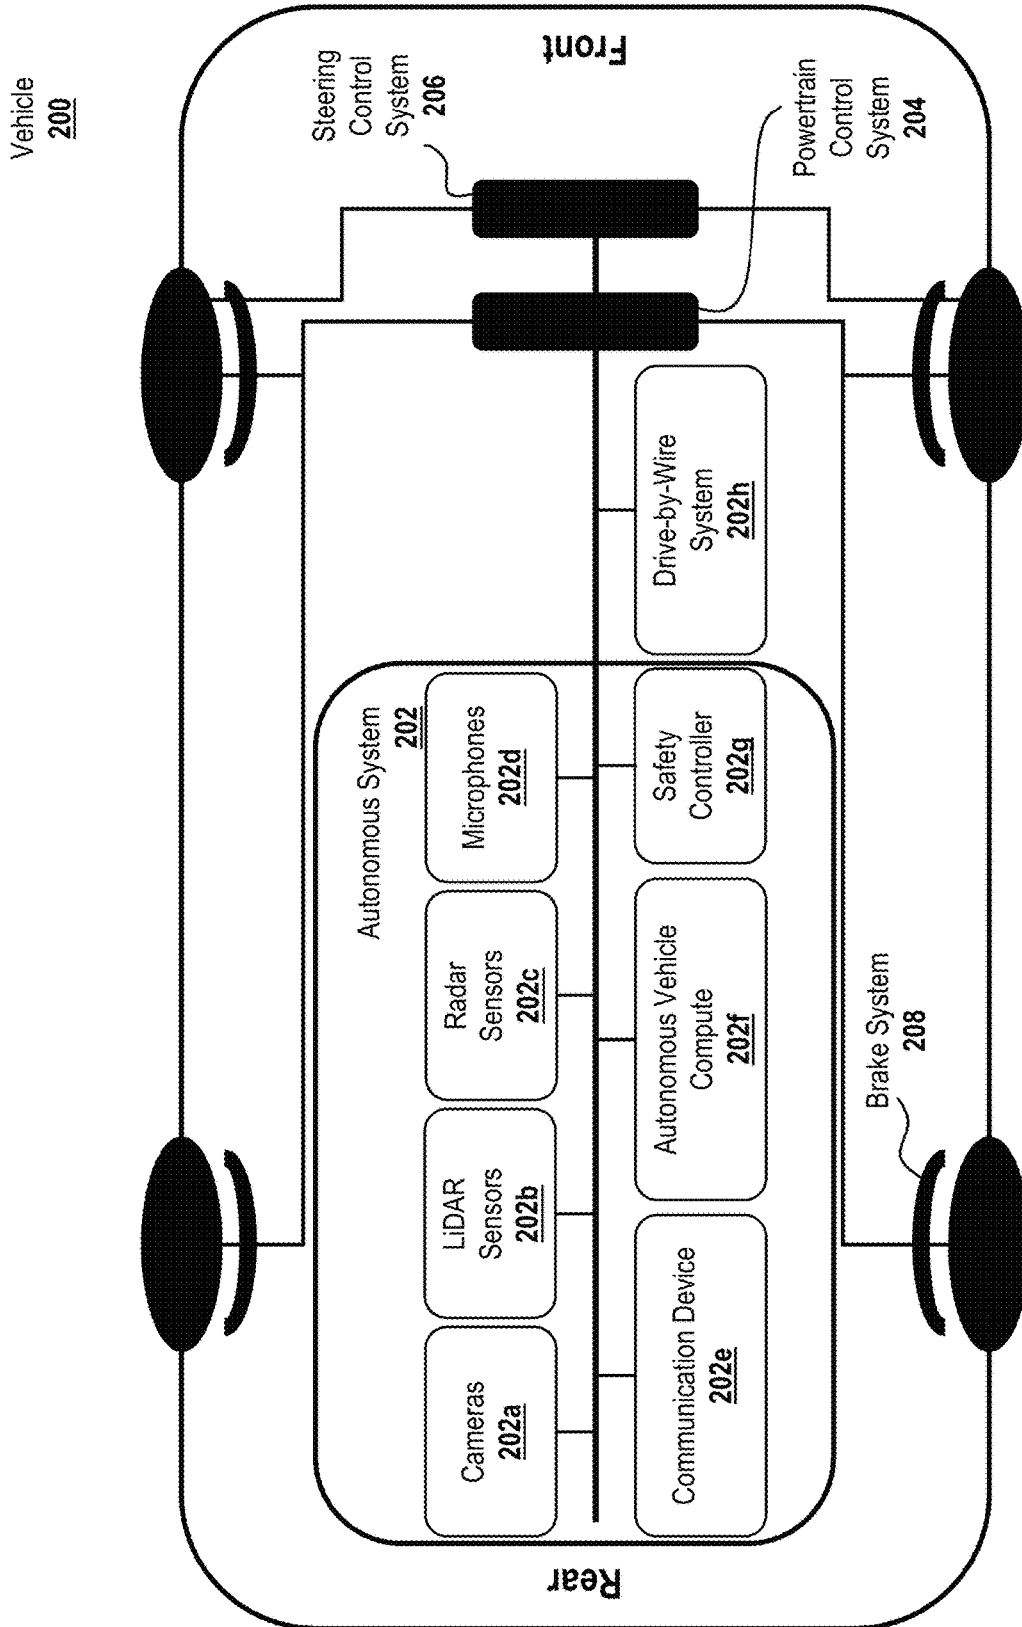 Vehicle
200
Front
Steering
Control
System
206
Powertrain
Control
System
204
Autonomous System
202
Cameras
202a
LiDAR
Sensors
202b
Radar
Sensors
202c
Microphones
202d
Communication Device
202e
Autonomous Vehicle
Compute
202f
Safety
Controller
202g
Drive-by-Wire
System
202h
Brake System
208
Rear